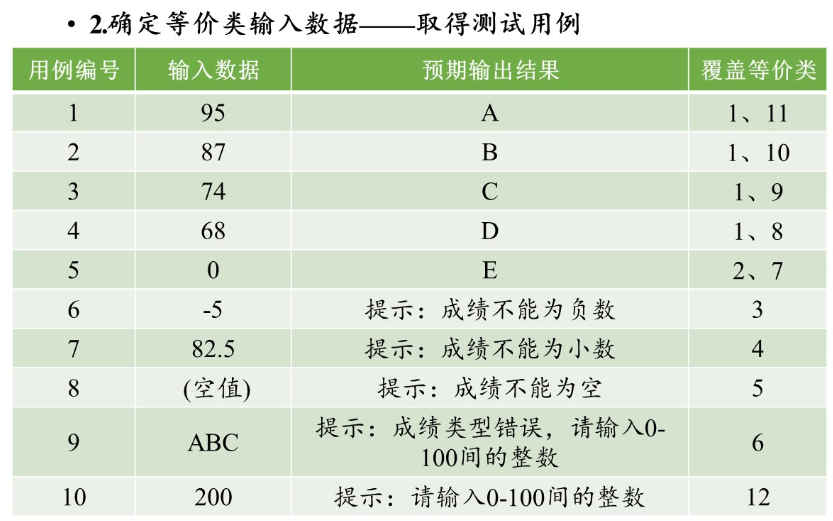 • 2.确定等价类输入数据——取得测试用例
用例编号 输入数据 预期输出结果 覆盖等价类
1 95 A 1、11
2 87 B 1、10
3 74 C 1、9
4 68 D 1、8
5 0 E 2、7
6 -5 提示：成绩不能为负数 3
7 82.5 提示：成绩不能为小数 4
8 (空值) 提示：成绩不能为空 5
9 ABC 提示：成绩类型错误，请输入0-
100间的整数 6
10 200 提示：请输入0-100间的整数 12